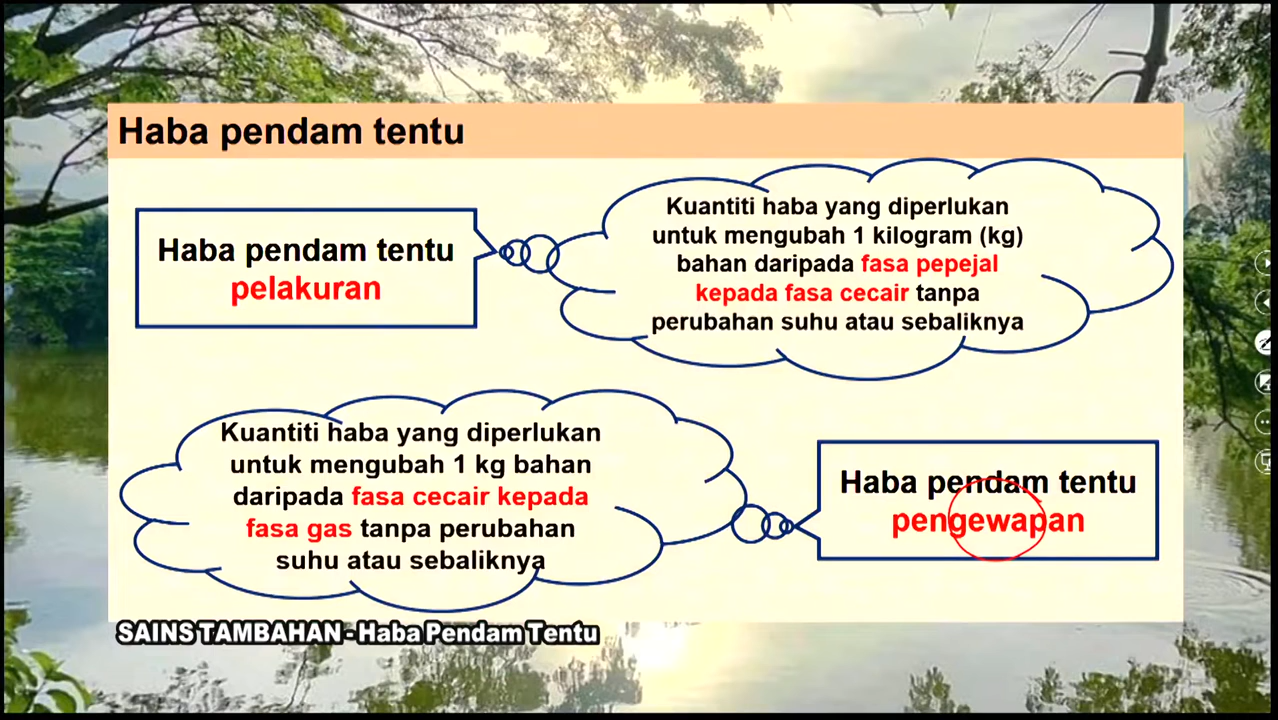 Haba pendam tentu
Haba pendam tentu
pelakuran
Kuantiti haba yang diperlukan
untuk mengubah 1 kilogram (kg)
bahan daripada fasa pepejal
kepada fasa cecair tanpa
perubahan suhu atau sebaliknya
Kuantiti haba yang diperlukan
untuk mengubah 1 kg bahan
daripada fasa cecair kepada
fasa gas tanpa perubahan
suhu atau sebaliknya
Haba pendam tentu
pengewapan
SAINS TAMBAHAN - Haba Pendam Tentu